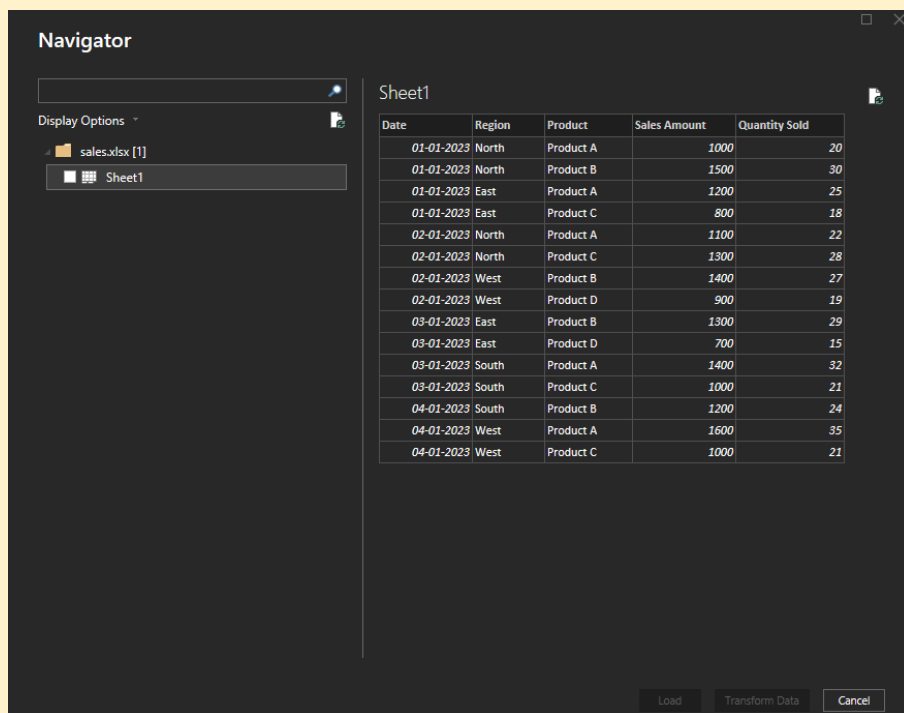 Navigator
Display Options
sales.xlsx [1]
Sheet1
Sheet1
Date Region Product Sales Amount Quantity Sold
01-01-2023 North Product A 1000 20
01-01-2023 North Product B 1500 30
01-01-2023 East Product A 1200 25
01-01-2023 East Product C 800 18
02-01-2023 North Product A 1100 22
02-01-2023 North Product C 1300 28
02-01-2023 West Product B 1400 27
02-01-2023 West Product D 900 19
03-01-2023 East Product B 1300 29
03-01-2023 East Product D 700 15
03-01-2023 South Product A 1400 32
03-01-2023 South Product C 1000 21
04-01-2023 South Product B 1200 24
04-01-2023 West Product A 1600 35
04-01-2023 West Product C 1000 21
Load Transform Data Cancel